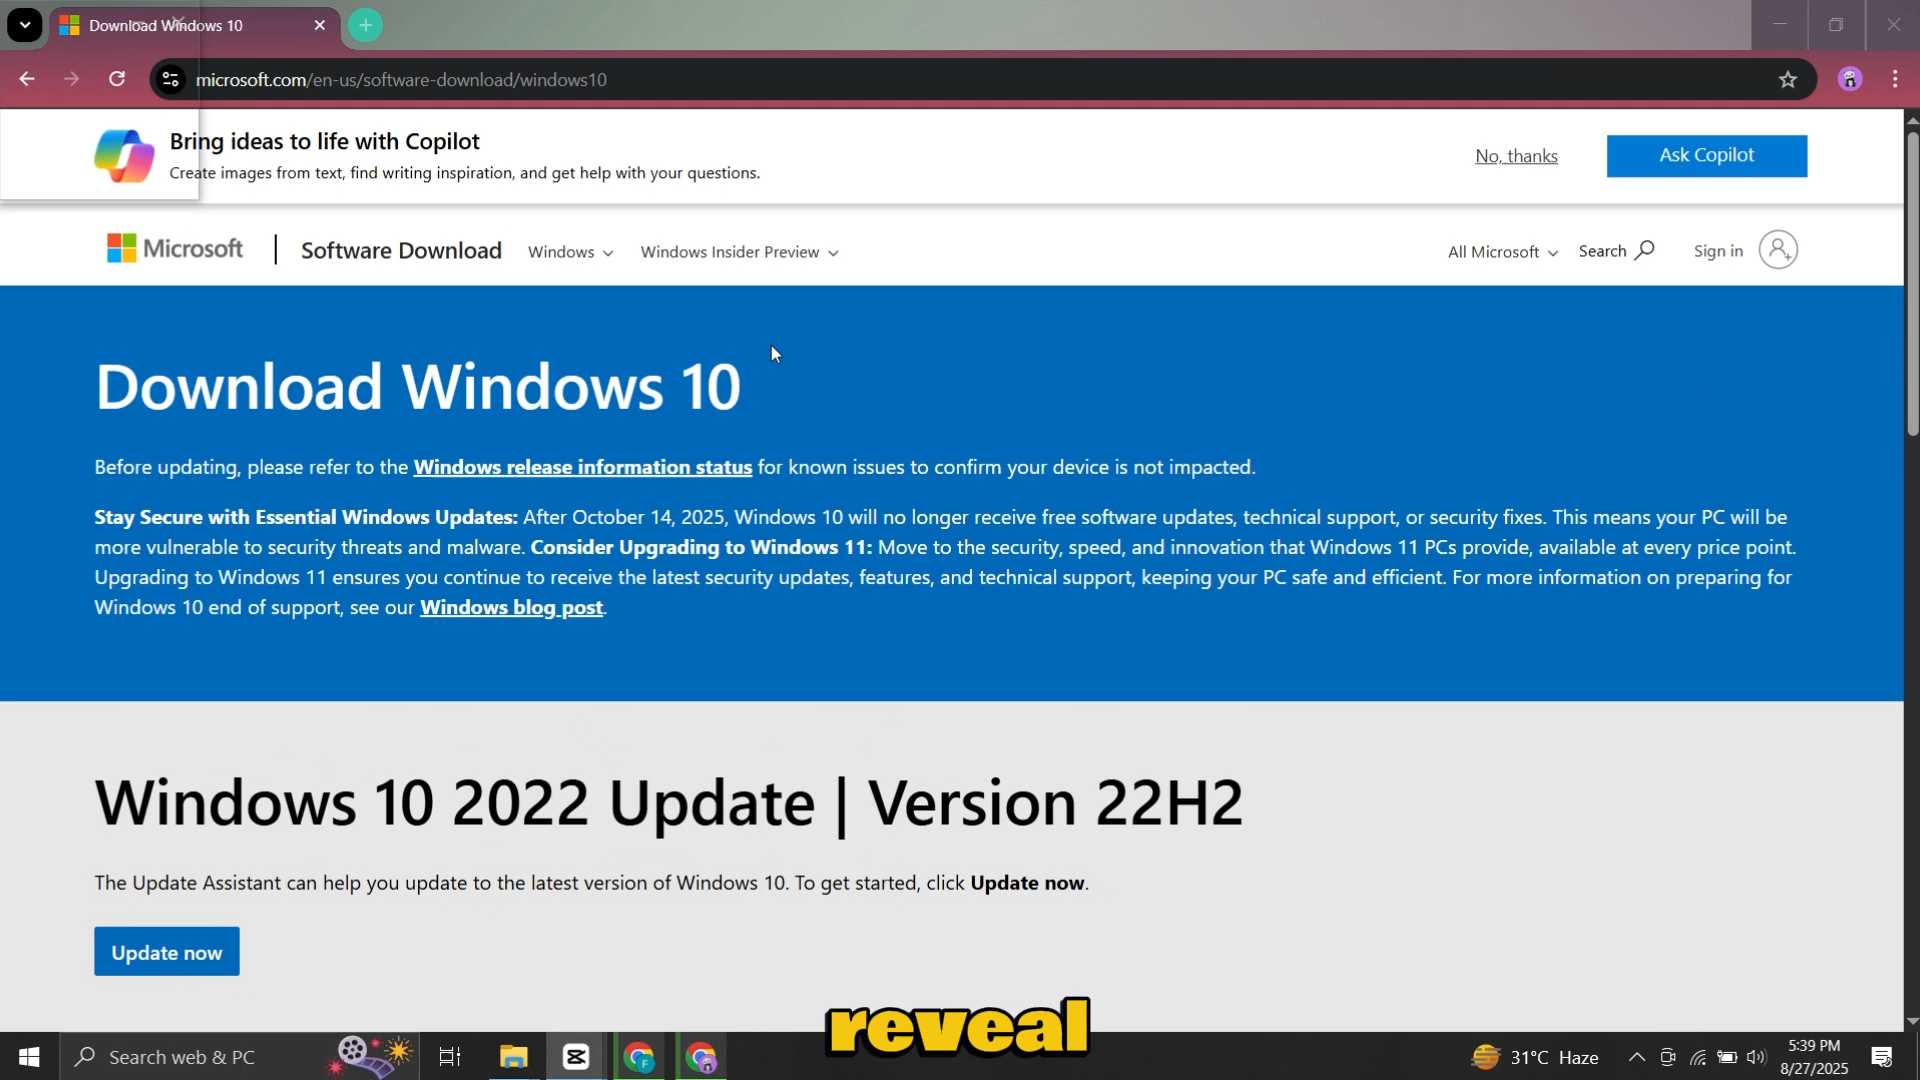 Download Windows 10
microsoft.com/en-us/software-download/windows10
Bring ideas to life with Copilot
Create images from text, find writing inspiration, and get help with your questions.
No, thanks
Ask Copilot
Microsoft
Software Download
Windows
Windows Insider Preview
All Microsoft
Search
Sign in
Download Windows 10
Before updating, please refer to the Windows release information status for known issues to confirm your device is not impacted.
Stay Secure with Essential Windows Updates: After October 14, 2025, Windows 10 will no longer receive free software updates, technical support, or security fixes. This means your PC will be
more vulnerable to security threats and malware. Consider Upgrading to Windows 11: Move to the security, speed, and innovation that Windows 11 PCs provide, available at every price point.
Upgrading to Windows 11 ensures you continue to receive the latest security updates, features, and technical support, keeping your PC safe and efficient. For more information on preparing for
Windows 10 end of support, see our Windows blog post.
Windows 10 2022 Update | Version 22H2
The Update Assistant can help you update to the latest version of Windows 10. To get started, click Update now.
Update now
reveal
Search web & PC
F
31°C Haze
5:39 PM
8/27/2025